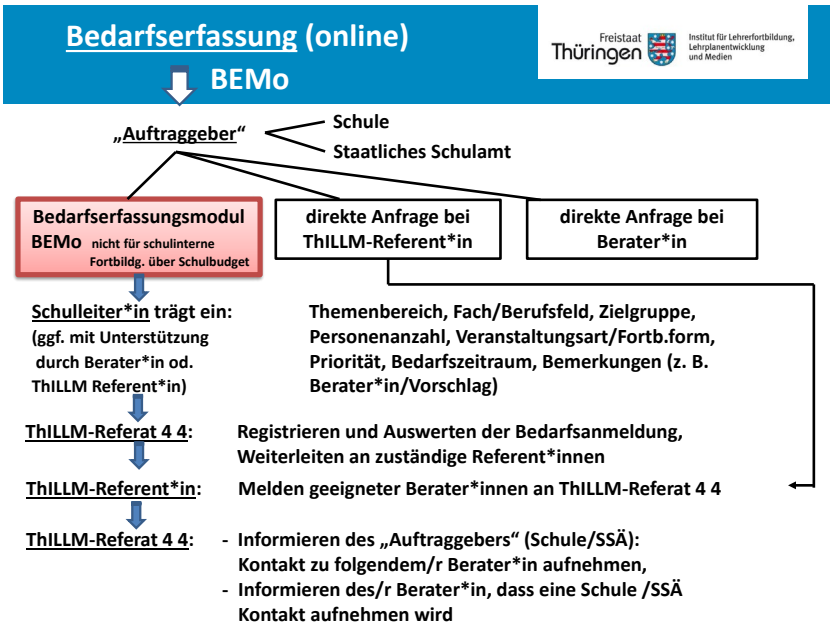 Bedarfserfassung (online)
BEMo
Freistaat
Thüringen
Institut für Lehrerfortbildung,
Lehrplanentwicklung
und Medien
„Auftraggeber“
Schule
Staatliches Schulamt
Bedarfserfassungsmodul
BEMo nicht für schulinterne
Fortbildg. über Schulbudget
direkte Anfrage bei
ThILLM-Referent*in
direkte Anfrage bei
Berater*in
Schulleiter*in trägt ein:
(ggf. mit Unterstützung
durch Berater*in od.
ThILLM Referent*in)
Themenbereich, Fach/Berufsfeld, Zielgruppe,
Personenanzahl, Veranstaltungsart/Fortb.form,
Priorität, Bedarfszeitraum, Bemerkungen (z. B.
Berater*in/Vorschlag)
ThILLM-Referat 4 4:
Registrieren und Auswerten der Bedarfsanmeldung,
Weiterleiten an zuständige Referent*innen
ThILLM-Referent*in:
Melden geeigneter Berater*innen an ThILLM-Referat 4 4
ThILLM-Referat 4 4:
- Informieren des „Auftraggebers“ (Schule/SSÄ):
Kontakt zu folgendem/r Berater*in aufnehmen,
- Informieren des/r Berater*in, dass eine Schule /SSÄ
Kontakt aufnehmen wird